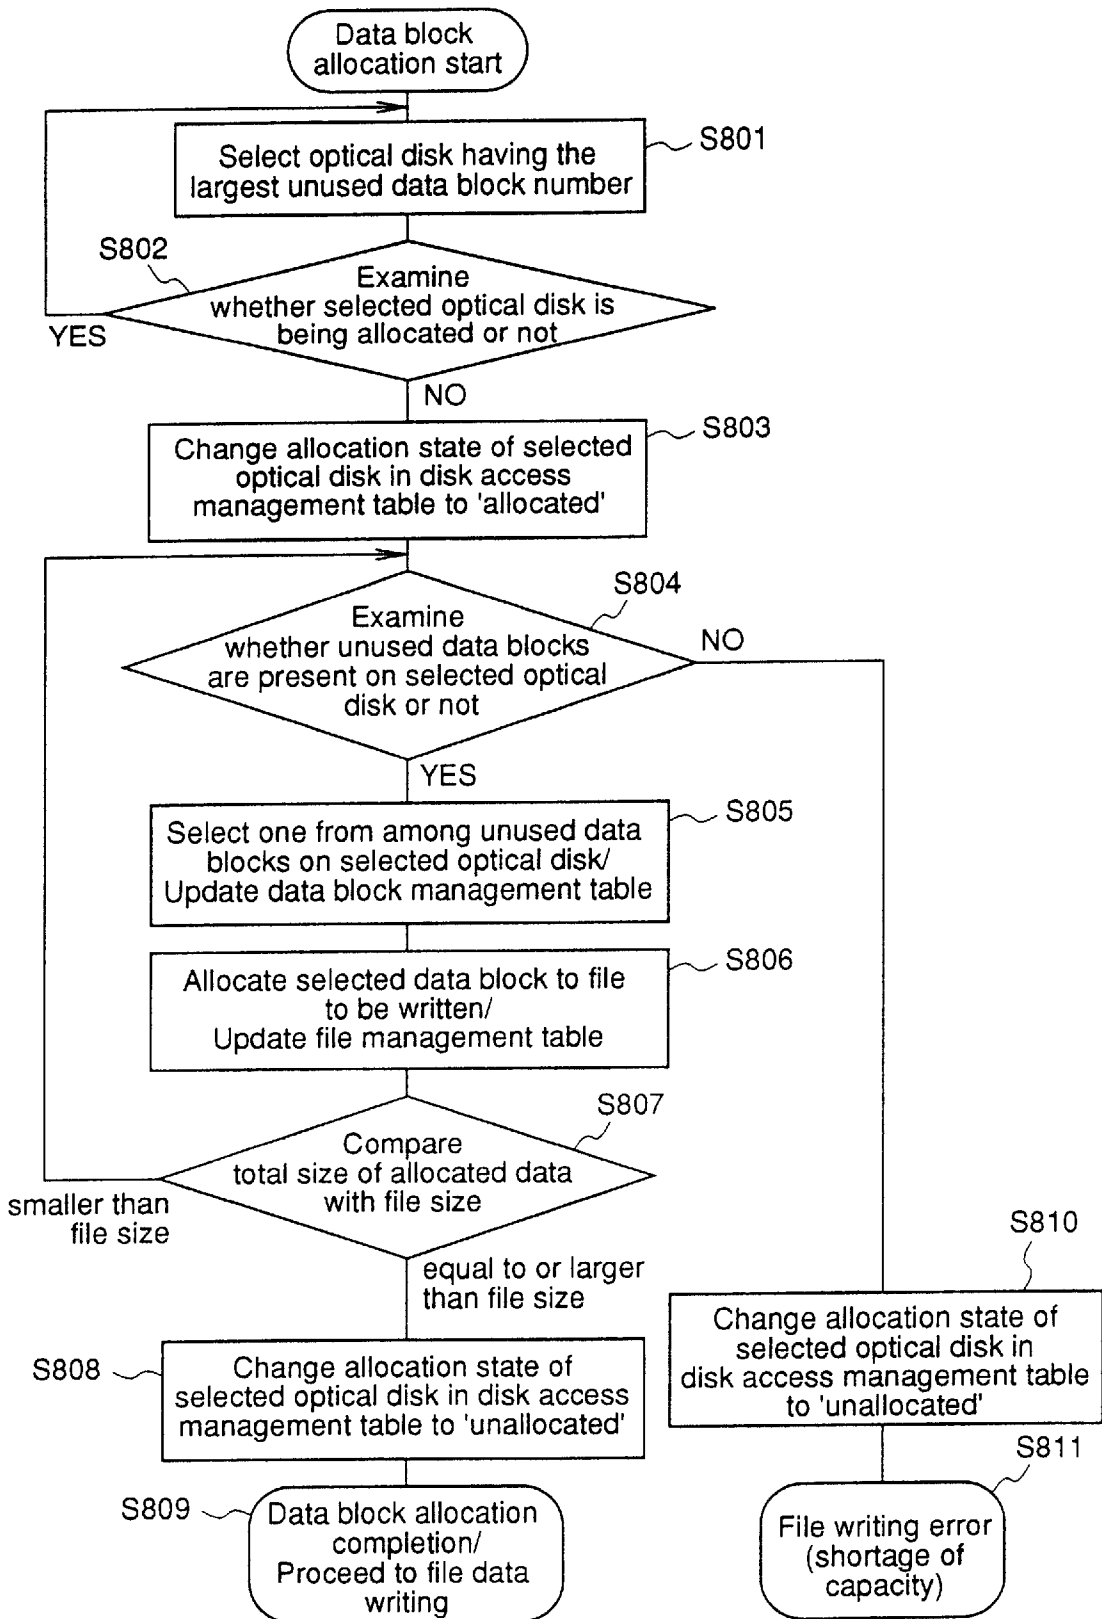 Data block
allocation start
S801
Select optical disk having the
largest unused data block number
S802
Examine
whether selected optical disk is
being allocated or not
YES
NO
S803
Change allocation state of selected
optical disk in disk access
management table to 'allocated'
S804
Examine
whether unused data blocks
are present on selected optical
disk or not
NO
YES
S805
Select one from among unused data
blocks on selected optical disk/
Update data block management table
S806
Allocate selected data block to file
to be written/
Update file management table
S807
Compare
total size of allocated data
with file size
smaller than
file size
equal to or larger
than file size
S810
Change allocation state of
selected optical disk in
disk access management table
to 'unallocated'
S808
Change allocation state of
selected optical disk in disk access
management table to 'unallocated'
S811
File writing error
(shortage of
capacity)
S809
Data block allocation
completion/
Proceed to file data
writing